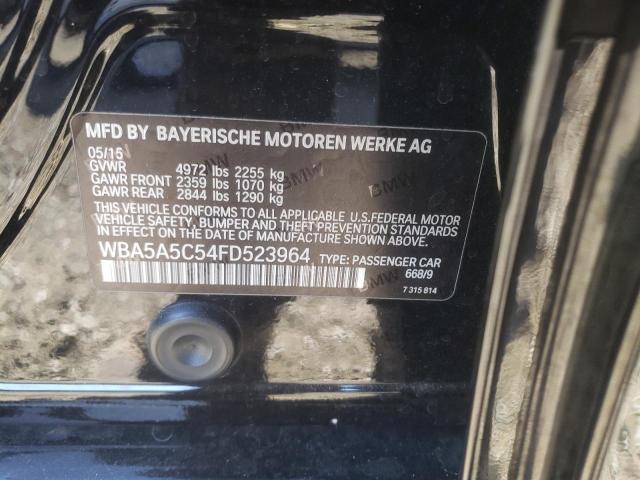 MFD BY BAYERISCHE MOTOREN WERKE AG
05/15
GVWR 4972 lbs 2255 kg
GAWR FRONT 2359 lbs 1070 kg
GAWR REAR 2844 lbs 1290 kg
THIS VEHICLE CONFORMS TO ALL APPLICABLE U.S.FEDERAL MOTOR
VEHICLE SAFETY, BUMPER AND THEFT PREVENTION STANDARDS
IN EFFECT ON THE DATE OF MANUFACTURE SHOWN ABOVE.
WBA5A5C54FD523964 TYPE: PASSENGER CAR
668/9
7 315 814
BMW
BMW